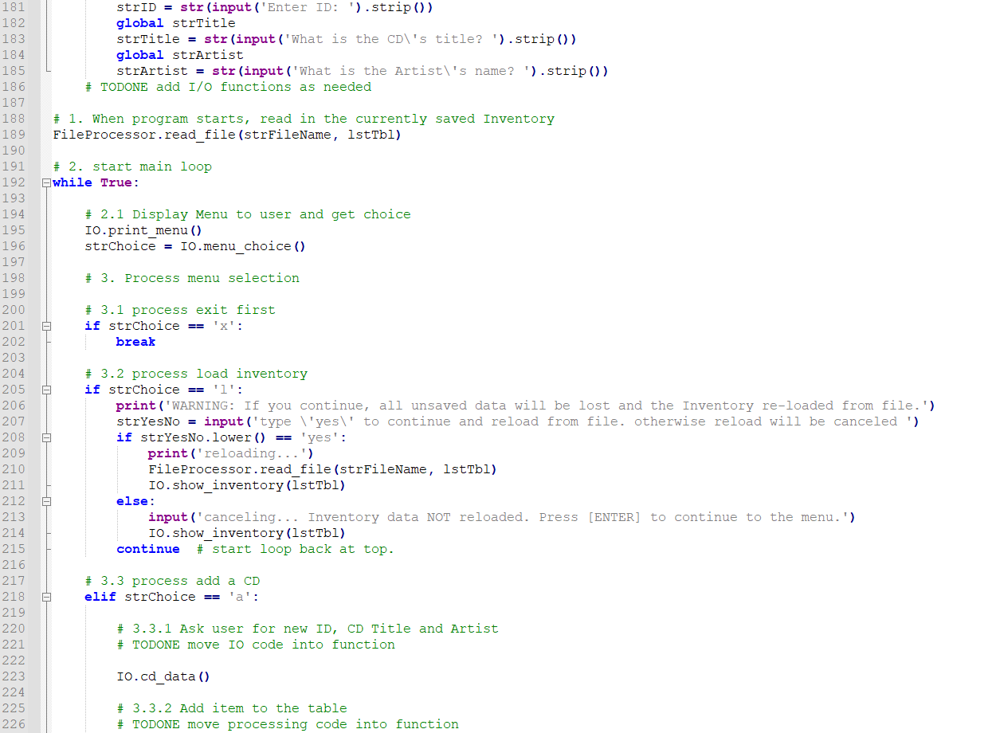 181 strID = str(input('Enter ID: ').strip())
182 global strTitle
183 strTitle = str(input('What is the CD\'s title? ').strip())
184 global strArtist
185 strArtist = str(input('What is the Artist\'s name? ').strip())
186 # TODONE add I/O functions as needed
187
188 # 1. When program starts, read in the currently saved Inventory
189 FileProcessor.read_file(strFileName, lstTbl)
190
191 # 2. start main loop
192 while True:
193
194 # 2.1 Display Menu to user and get choice
195 IO.print_menu()
196 strChoice = IO.menu_choice()
197
198 # 3. Process menu selection
199
200 # 3.1 process exit first
201 if strChoice == 'x':
202 break
203
204 # 3.2 process load inventory
205 if strChoice == 'l':
206 print('WARNING: If you continue, all unsaved data will be lost and the Inventory re-loaded from file.')
207 strYesNo = input('type \'yes\' to continue and reload from file. otherwise reload will be canceled ')
208 if strYesNo.lower() == 'yes':
209 print('reloading...')
210 FileProcessor.read_file(strFileName, lstTbl)
211 IO.show_inventory(lstTbl)
212 else:
213 input('canceling... Inventory data NOT reloaded. Press [ENTER] to continue to the menu.')
214 IO.show_inventory(lstTbl)
215 continue  # start loop back at top.
216
217 # 3.3 process add a CD
218 elif strChoice == 'a':
219
220 # 3.3.1 Ask user for new ID, CD Title and Artist
221 # TODONE move IO code into function
222
223 IO.cd_data()
224
225 # 3.3.2 Add item to the table
226 # TODONE move processing code into function